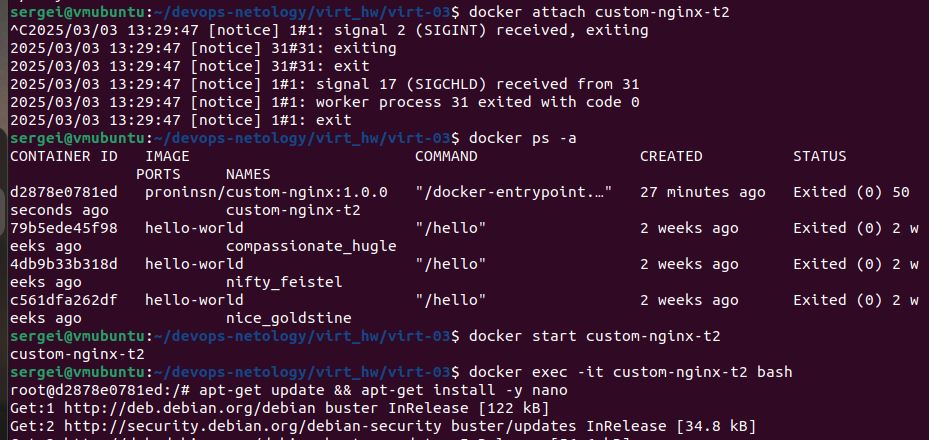 sergei@vmubuntu:~/devops-netology/virt_hw/virt-03$ docker attach custom-nginx-t2
^C2025/03/03 13:29:47 [notice] 1#1: signal 2 (SIGINT) received, exiting
2025/03/03 13:29:47 [notice] 31#31: exiting
2025/03/03 13:29:47 [notice] 31#31: exit
2025/03/03 13:29:47 [notice] 1#1: signal 17 (SIGCHLD) received from 31
2025/03/03 13:29:47 [notice] 1#1: worker process 31 exited with code 0
2025/03/03 13:29:47 [notice] 1#1: exit
sergei@vmubuntu:~/devops-netology/virt_hw/virt-03$ docker ps -a
CONTAINER ID   IMAGE                         COMMAND                  CREATED          STATUS
               PORTS     NAMES
d2878e0781ed   proninsn/custom-nginx:1.0.0   "/docker-entrypoint.…"   27 minutes ago   Exited (0) 50
seconds ago              custom-nginx-t2
79b5ede45f98   hello-world                   "/hello"                 2 weeks ago      Exited (0) 2 w
eeks ago                 compassionate_hugle
4db9b33b318d   hello-world                   "/hello"                 2 weeks ago      Exited (0) 2 w
eeks ago                 nifty_feistel
c561dfa262df   hello-world                   "/hello"                 2 weeks ago      Exited (0) 2 w
eeks ago                 nice_goldstine
sergei@vmubuntu:~/devops-netology/virt_hw/virt-03$ docker start custom-nginx-t2
custom-nginx-t2
sergei@vmubuntu:~/devops-netology/virt_hw/virt-03$ docker exec -it custom-nginx-t2 bash
root@d2878e0781ed:/# apt-get update && apt-get install -y nano
Get:1 http://deb.debian.org/debian buster InRelease [122 kB]
Get:2 http://security.debian.org/debian-security buster/updates InRelease [34.8 kB]